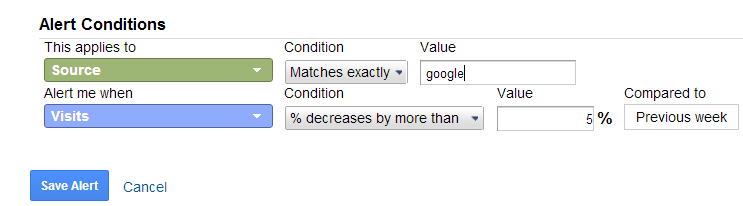 Alert Conditions
This applies to Condition Value
Source Matches exactly google
Alert me when Condition Value Compared to
Visits % decreases by more than 5 % Previous week
Save Alert Cancel